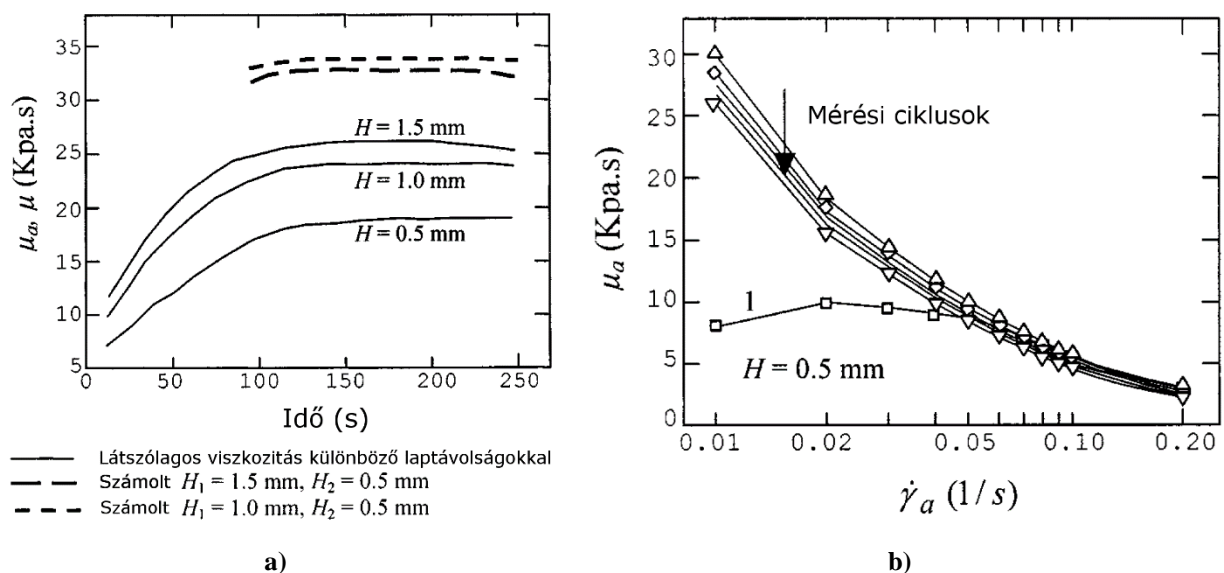 μa, μ (Kpa.s)
35
30
25
20
15
10
5
H = 1.5 mm
H = 1.0 mm
H = 0.5 mm
0 50 100 150 200 250
Idő (s)
Látszólagos viszkozitás különböző laptávolságokkal
Számolt H₁ = 1.5 mm, H₂ = 0.5 mm
Számolt H₁ = 1.0 mm, H₂ = 0.5 mm
a)
μa (Kpa.s)
30
25
20
15
10
5
0
Mérési ciklusok
1
H = 0.5 mm
0.01 0.02 0.05 0.10 0.20
γ̇a (1/s)
b)